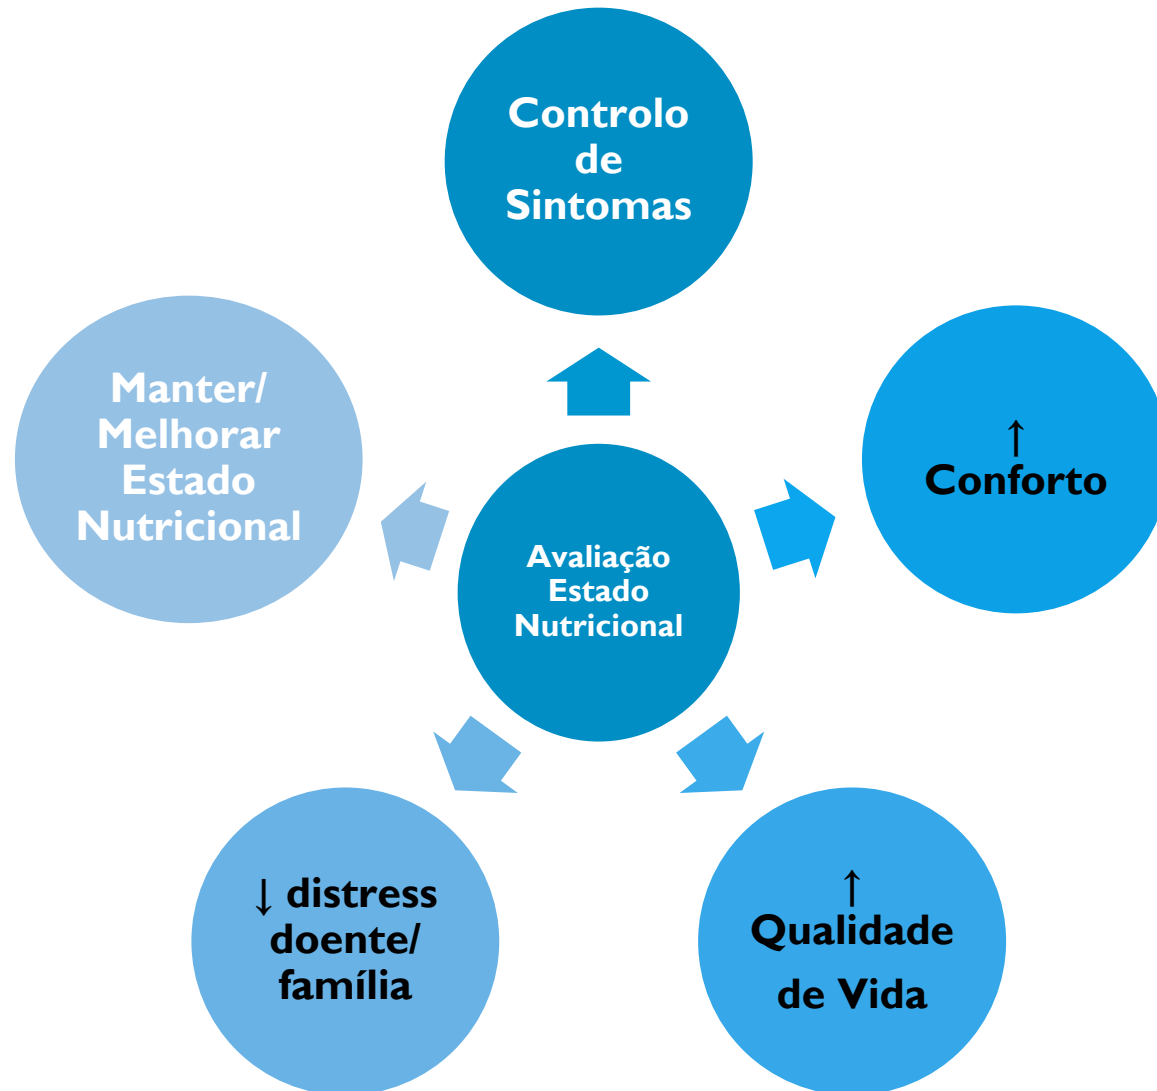 Controlo
de
Sintomas
Manter/
Melhorar
Estado
Nutricional
↑
Conforto
Avaliação
Estado
Nutricional
↓ distress
doente/
família
↑
Qualidade
de Vida